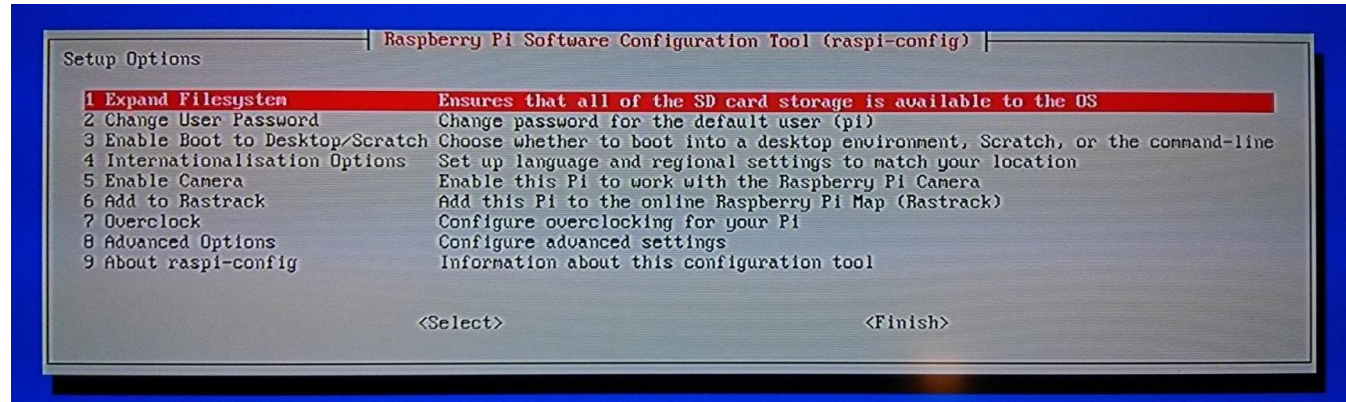 Raspberry Pi Software Configuration Tool (raspi-config)
Setup Options
1 Expand Filesystem Ensures that all of the SD card storage is available to the OS
2 Change User Password Change password for the default user (pi)
3 Enable Boot to Desktop/Scratch Choose whether to boot into a desktop environment, Scratch, or the command-line
4 Internationalisation Options Set up language and regional settings to match your location
5 Enable Camera Enable this Pi to work with the Raspberry Pi Camera
6 Add to Rastrack Add this Pi to the online Raspberry Pi Map (Rastrack)
7 Overclock Configure overclocking for your Pi
8 Advanced Options Configure advanced settings
9 About raspi-config Information about this configuration tool
<Select> <Finish>